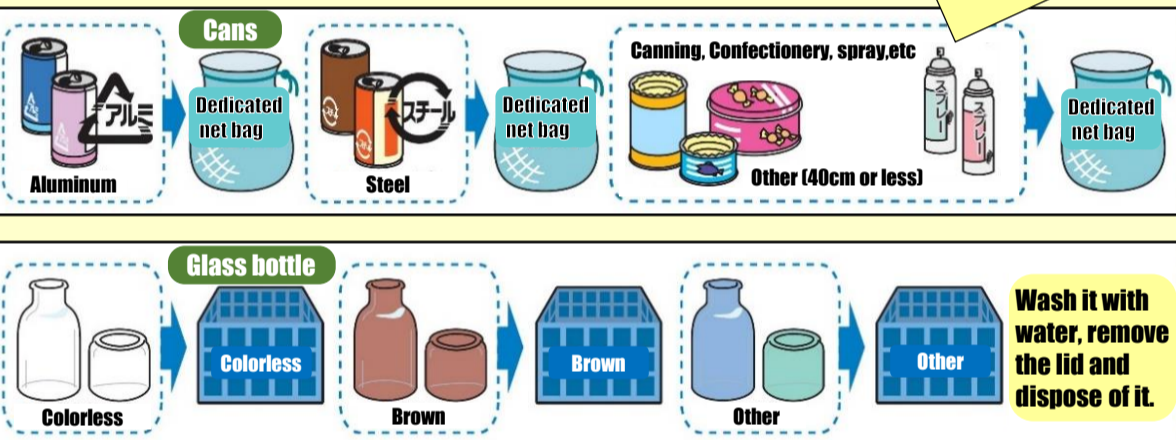 Cans
アルミ
Aluminum
Dedicated
net bag
スチール
Steel
Dedicated
net bag
Canning, Confectionery, spray,etc
スプレー
スプレー
Other (40cm or less)
Dedicated
net bag
Glass bottle
Colorless
Colorless
Brown
Brown
Other
Other
Wash it with
water, remove
the lid and
dispose of it.